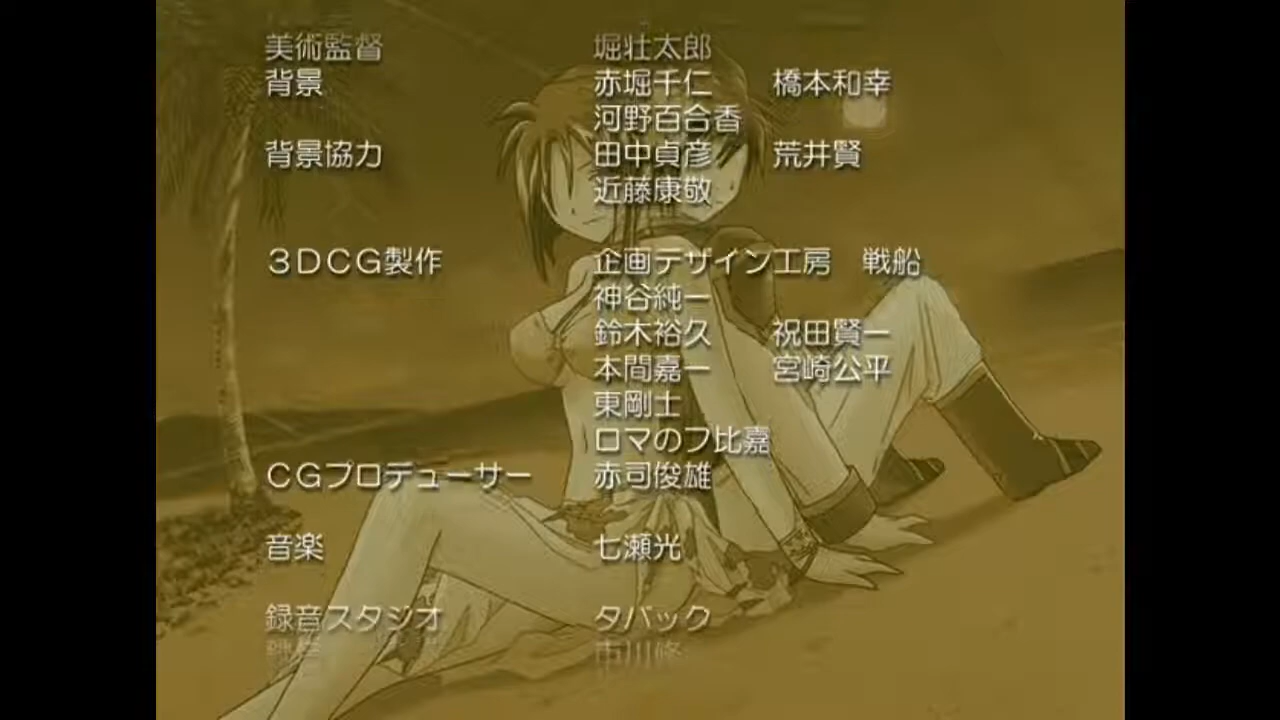 美術監督 堀壮太郎
背景 赤堀千仁 橋本和幸
河野百合香
背景協力 田中貞彦 荒井賢
近藤康敬
3DCG製作 企画デザイン工房 戦船
神谷純一
鈴木裕久 祝田賢一
本間嘉一 宮崎公平
東剛士
ロマのフ比嘉
CGプロデューサー 赤司俊雄
音楽 七瀬光
録音スタジオ タバック
市川修